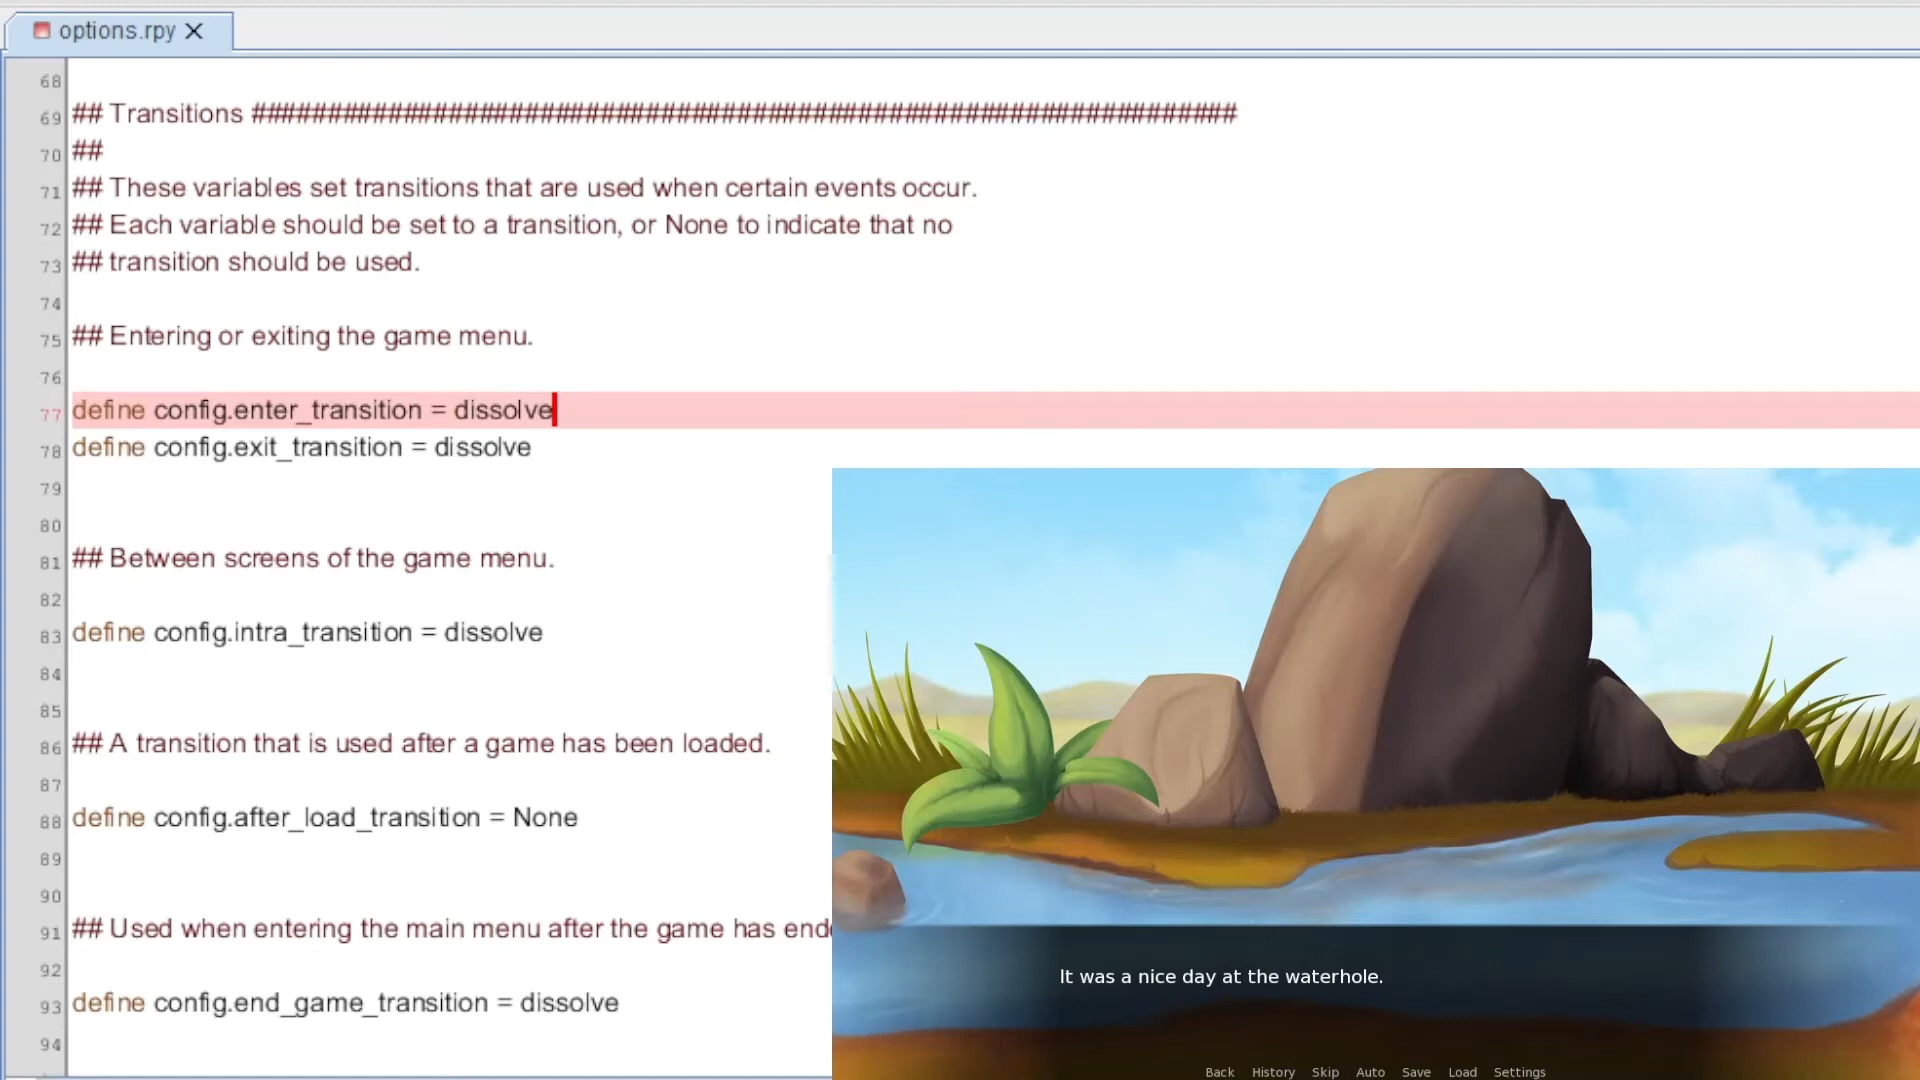 options.rpy
68
69 ## Transitions ################################################################
70 ##
71 ## These variables set transitions that are used when certain events occur.
72 ## Each variable should be set to a transition, or None to indicate that no
73 ## transition should be used.
74
75 ## Entering or exiting the game menu.
76
77 define config.enter_transition = dissolve
78 define config.exit_transition = dissolve
79
80
81 ## Between screens of the game menu.
82
83 define config.intra_transition = dissolve
84
85
86 ## A transition that is used after a game has been loaded.
87
88 define config.after_load_transition = None
89
90
91 ## Used when entering the main menu after the game has ende
92
93 define config.end_game_transition = dissolve
94
It was a nice day at the waterhole.
Back History Skip Auto Save Load Settings